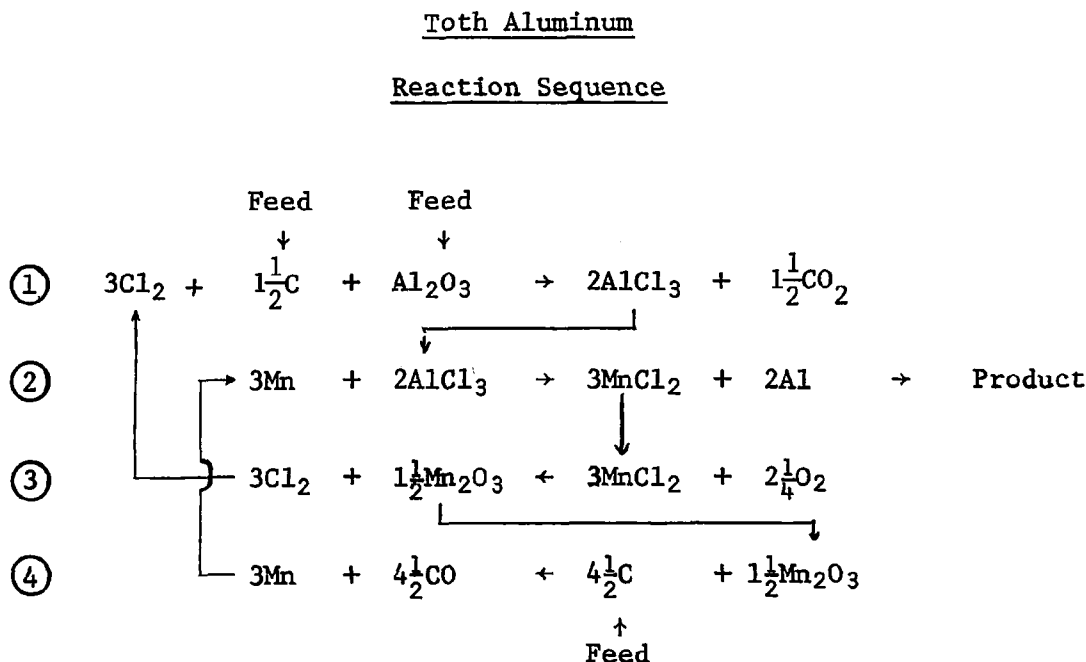 Toth Aluminum
Reaction Sequence
Feed Feed
↓ ↓
① 3Cl₂ + 1½C + Al₂O₃ → 2AlCl₃ + 1½CO₂
② 3Mn + 2AlCl₃ → 3MnCl₂ + 2Al → Product
③ 3Cl₂ + 1½Mn₂O₃ ← 3MnCl₂ + 2¼O₂
④ 3Mn + 4½CO ← 4½C + 1½Mn₂O₃
↑
Feed